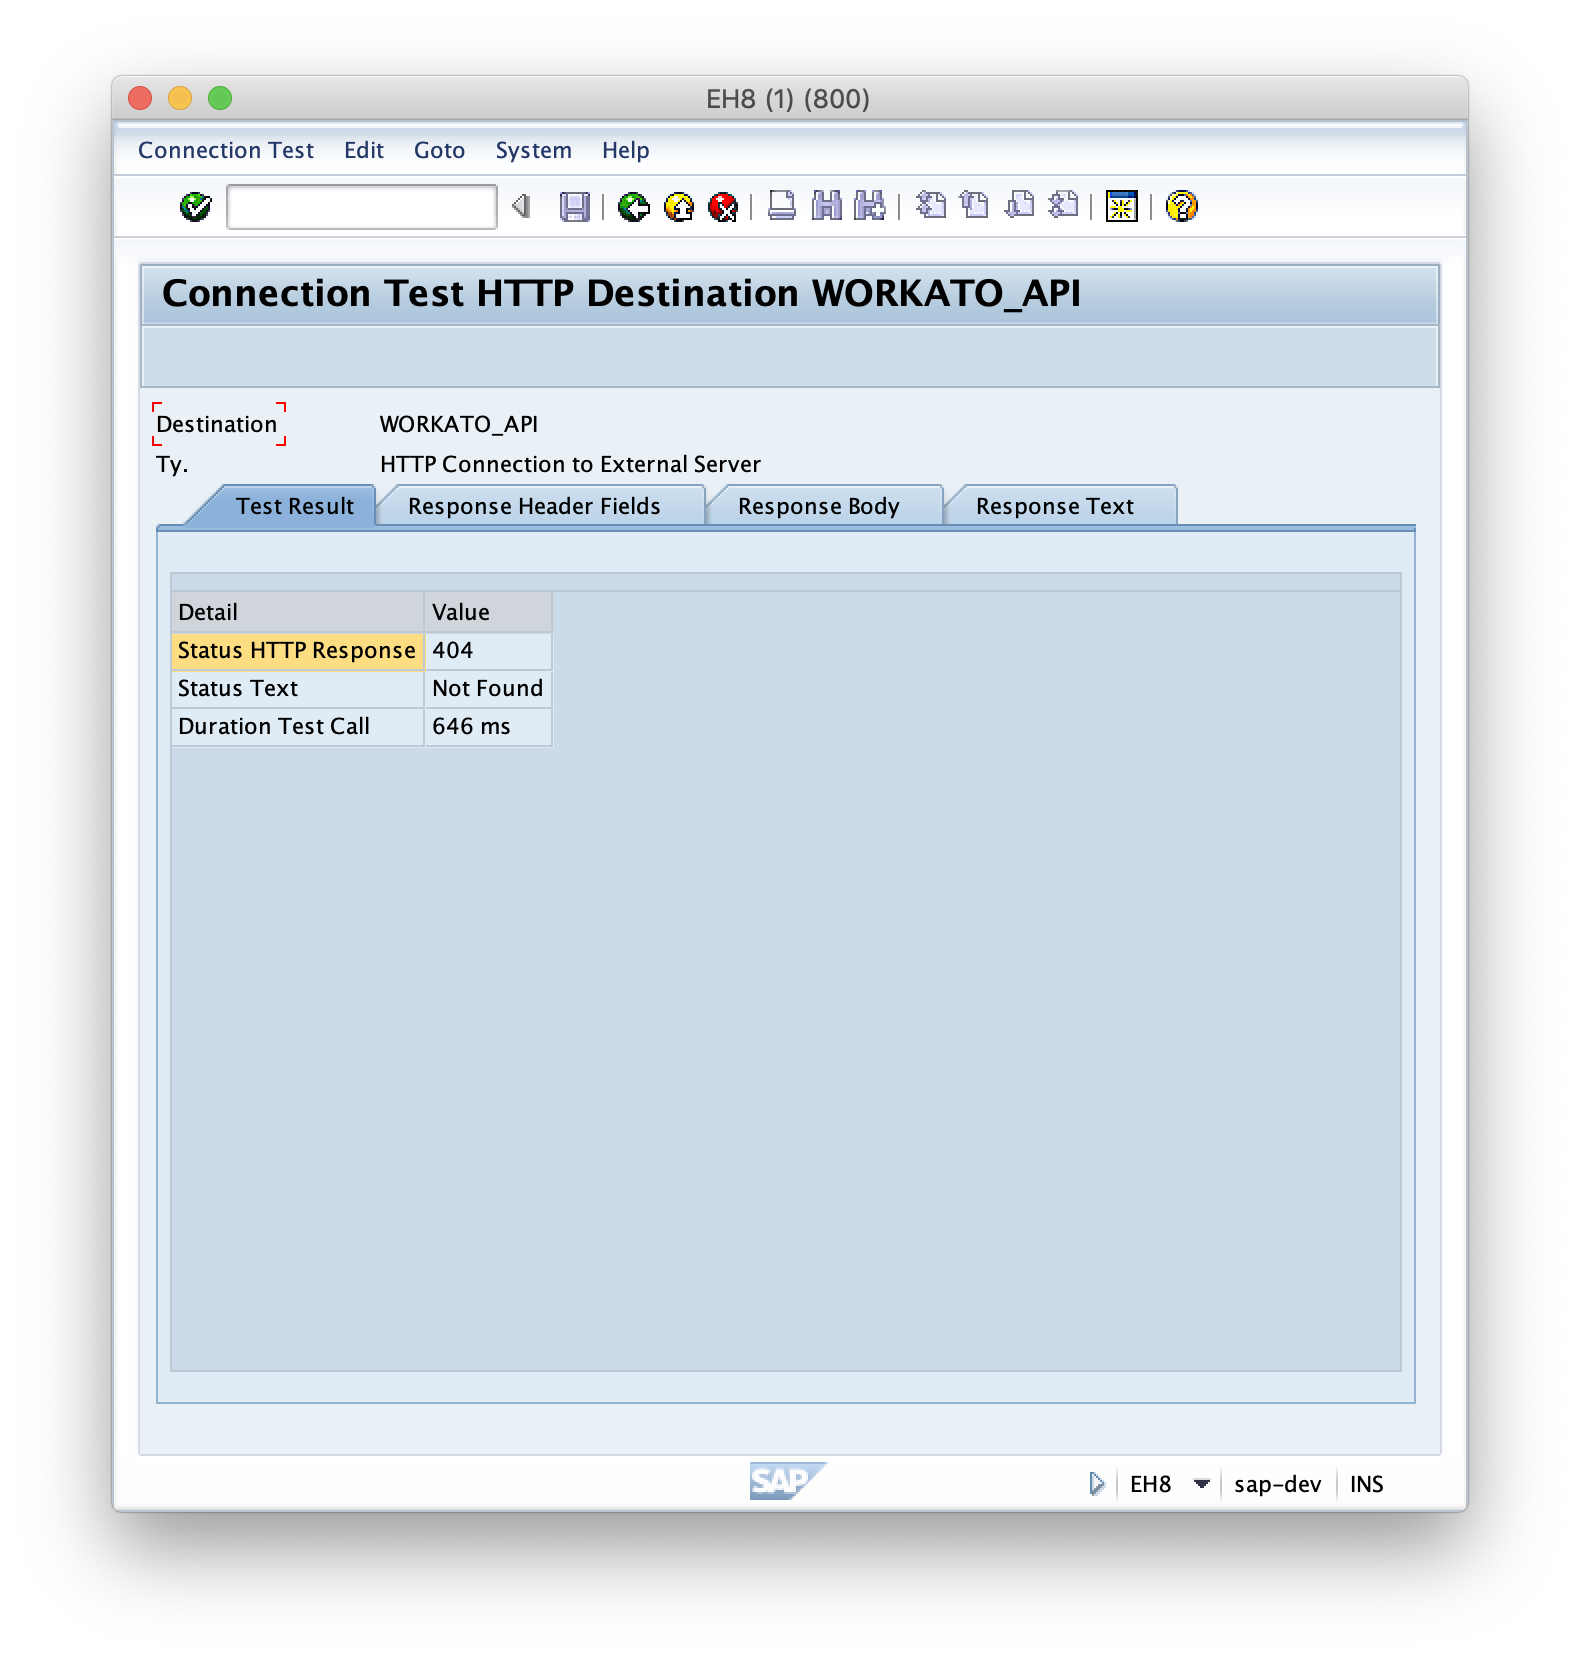 EH8 (1) (800)
Connection Test Edit Goto System Help
Connection Test HTTP Destination WORKATO_API
Destination WORKATO_API
Ty. HTTP Connection to External Server
Test Result Response Header Fields Response Body Response Text
Detail Value
Status HTTP Response 404
Status Text Not Found
Duration Test Call 646 ms
SAP EH8 sap-dev INS